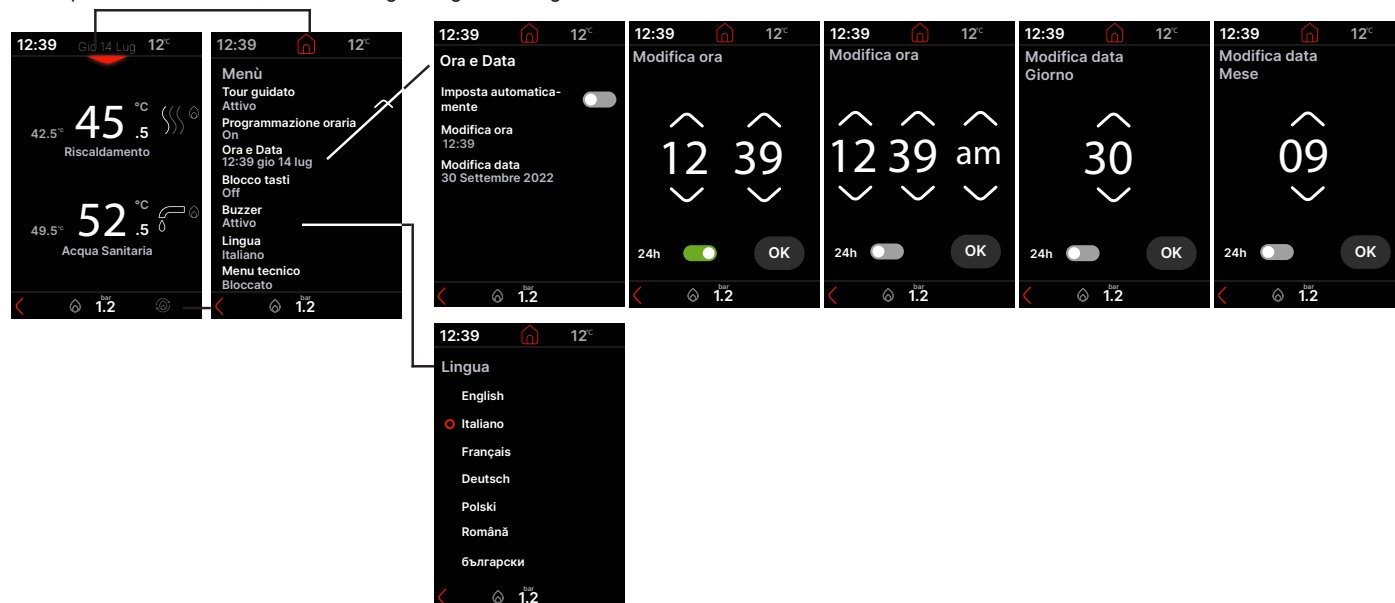 12:39 Gio 14 Lug 12°C
42.5°C 45.5 °C
Riscaldamento
49.5°C 52.5 °C
Acqua Sanitaria
bar
1.2
12:39 12°C
Menù
Tour guidato
Attivo
Programmazione oraria
On
Ora e Data
12:39 gio 14 lug
Blocco tasti
Off
Buzzer
Attivo
Lingua
Italiano
Menu tecnico
Bloccato
bar
1.2
12:39 12°C
Ora e Data
Imposta automatica-
mente
Modifica ora
12:39
Modifica data
30 Settembre 2022
bar
1.2
12:39 12°C
Modifica ora
12 39
24h OK
bar
1.2
12:39 12°C
Modifica ora
12 39 am
24h OK
bar
1.2
12:39 12°C
Modifica data
Giorno
30
24h OK
bar
1.2
12:39 12°C
Modifica data
Mese
09
24h OK
bar
1.2
12:39 12°C
Lingua
English
Italiano
Français
Deutsch
Polski
Română
български
bar
1.2